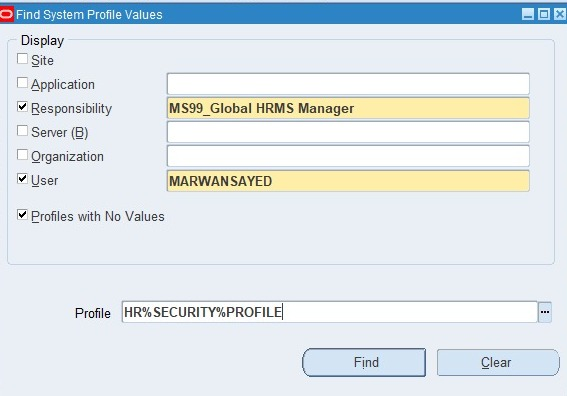 Find System Profile Values
Display
Site
Application
Responsibility MS99_Global HRMS Manager
Server (B)
Organization
User MARWANSAYED
Profiles with No Values
Profile HR%SECURITY%PROFILE ...
Find Clear